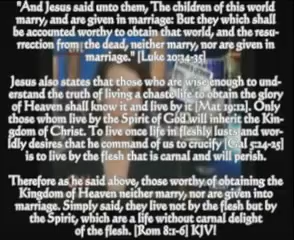 "And Jesus said unto them, The children of this world
marry, and are given in marriage: But they which shall
be accounted worthy to obtain that world, and the resu-
rrection from the dead, neither marry, nor are given in
marriage." [Luke 20:34-35]
Jesus also states that those who are wise enough to und-
erstand the truth of living a chaste life to obtain the glory
of Heaven shall know it and live by it [Mat 19:12]. Only
those whom live by the Spirit of God will inherit the Kin-
gdom of Christ. To live once life in fleshly lusts and wor-
ldly desires that he command of us to crucify [Gal 5:24-25]
is to live by the flesh that is carnal and will perish.
Therefore as he said above, those worthy of obtaining the
Kingdom of Heaven neither marry, nor are given into
marriage. Simply said, they live not by the flesh but by
the Spirit, which are a life without carnal delight
of the flesh. [Rom 8:1-6] KJV!